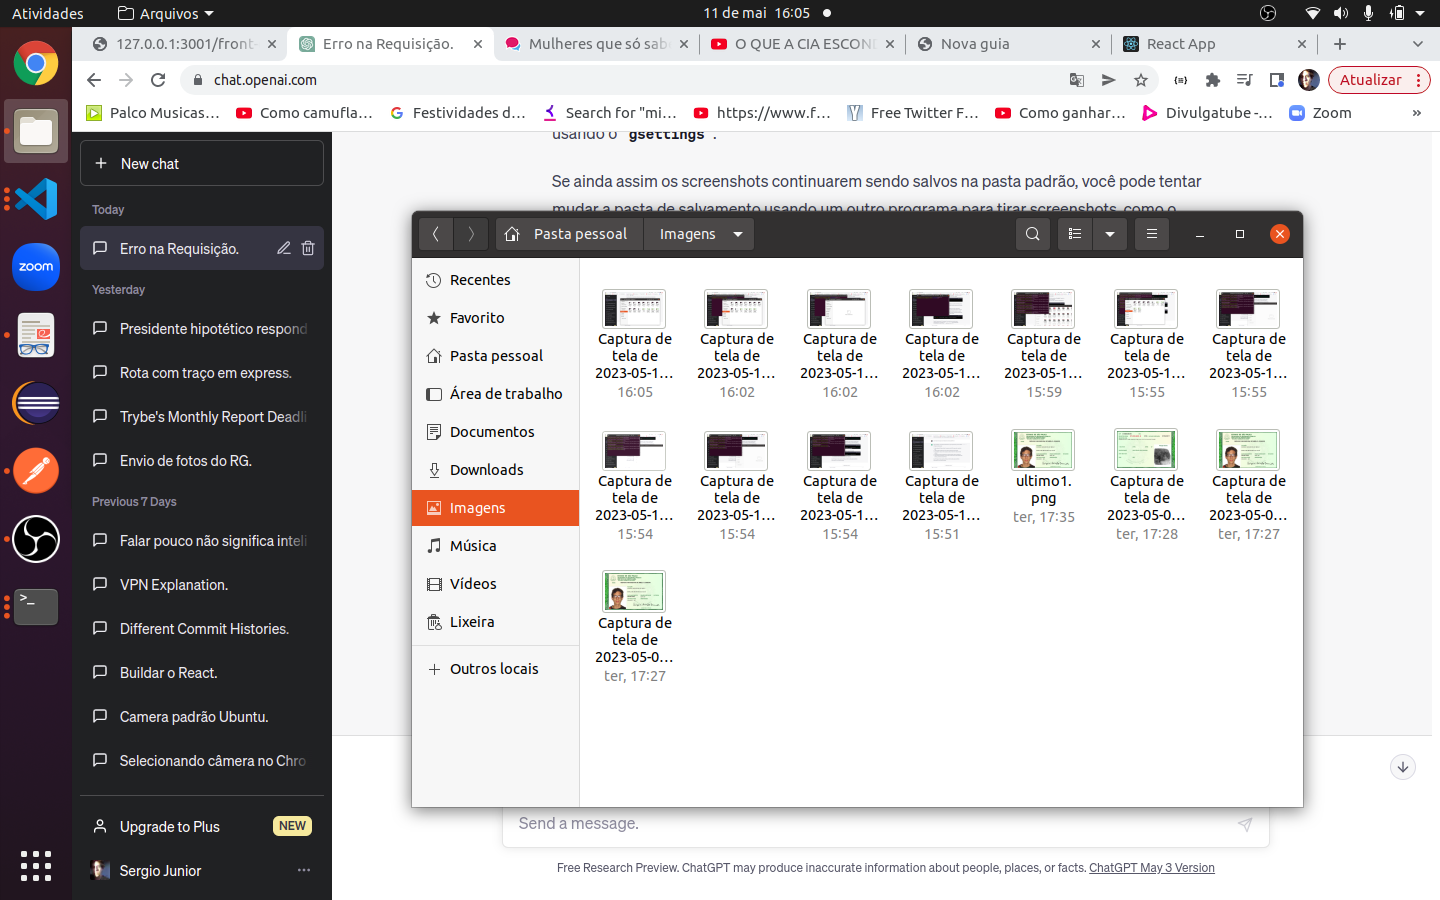 Atividades
Arquivos
11 de mai 16:05
127.0.0.1:3001/front-
Erro na Requisição.
Mulheres que só sab
O QUE A CIA ESCOND
Nova guia
React App
chat.openai.com
Atualizar
Palco Musicas...
Como camufla...
Festividades d...
Search for "mi...
https://www.f...
Free Twitter F...
Como ganhar...
Divulgatube -...
Zoom
»
New chat
Today
Erro na Requisição.
Yesterday
Presidente hipotético respond
Rota com traço em express.
Trybe's Monthly Report Deadli
Envio de fotos do RG.
Previous 7 Days
Falar pouco não significa inteli
VPN Explanation.
Different Commit Histories.
Buildar o React.
Camera padrão Ubuntu.
Selecionando câmera no Chro
Upgrade to Plus
NEW
Sergio Junior
zoom
usando o `gsettings`.
Se ainda assim os screenshots continuarem sendo salvos na pasta padrão, você pode tentar
mudar a pasta de salvamento usando um outro programa para tirar screenshots, como o
Pasta pessoal
Imagens
Recentes
Favorito
Pasta pessoal
Área de trabalho
Documentos
Downloads
Imagens
Música
Vídeos
Lixeira
Outros locais
Captura de
tela de
2023-05-1...
16:05
Captura de
tela de
2023-05-1...
16:02
Captura de
tela de
2023-05-1...
16:02
Captura de
tela de
2023-05-1...
16:02
Captura de
tela de
2023-05-1...
15:59
Captura de
tela de
2023-05-1...
15:55
Captura de
tela de
2023-05-1...
15:55
Captura de
tela de
2023-05-1...
15:54
Captura de
tela de
2023-05-1...
15:54
Captura de
tela de
2023-05-1...
15:54
Captura de
tela de
2023-05-1...
15:51
ultimo1.
png
ter, 17:35
Captura de
tela de
2023-05-0...
ter, 17:28
Captura de
tela de
2023-05-0...
ter, 17:27
Captura de
tela de
2023-05-0...
ter, 17:27
Send a message.
Free Research Preview. ChatGPT may produce inaccurate information about people, places, or facts. ChatGPT May 3 Version